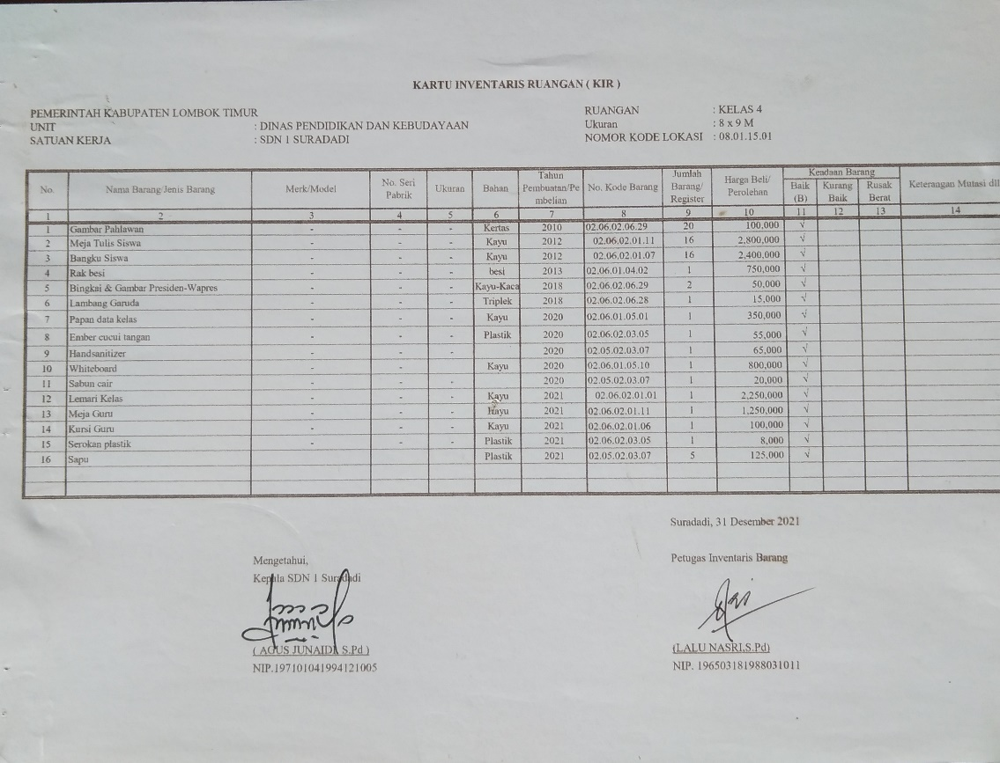 KARTU INVENTARIS RUANGAN ( KIR )
PEMERINTAH KABUPATEN LOMBOK TIMUR
UNIT : DINAS PENDIDIKAN DAN KEBUDAYAAN
SATUAN KERJA : SDN 1 SURADADI
RUANGAN : KELAS 4
Ukuran : 8 x 9 M
NOMOR KODE LOKASI : 08.01.15.01
No. Nama Barang/Jenis Barang Merk/Model No. Seri Pabrik Ukuran Bahan Tahun Pembuatan/Pembelian No. Kode Barang Jumlah Barang/ Register Harga Beli/ Perolehan Keadaan Barang Baik (B) Kurang Baik Rusak Berat Keterangan Mutasi dll
1 2 3 4 5 6 7 8 9 10 11 12 13 14
1 Gambar Pahlawan - - - Kertas 2010 02.06.02.06.29 20 100,000 √
2 Meja Tulis Siswa - - - Kayu 2012 02.06.02.01.11 16 2,800,000 √
3 Bangku Siswa - - - Kayu 2012 02.06.02.01.07 16 2,400,000 √
4 Rak besi - - - besi 2013 02.06.01.04.02 1 750,000 √
5 Bingkai & Gambar Presiden-Wapres - - - Kayu-Kaca 2018 02.06.02.06.29 2 50,000 √
6 Lambang Garuda - - - Triplek 2018 02.06.02.06.28 1 15,000 √
7 Papan data kelas - - - Kayu 2020 02.06.01.05.01 1 350,000 √
8 Ember cucui tangan - - - Plastik 2020 02.06.02.03.05 1 55,000 √
9 Handsanitizer - - - 2020 02.05.02.03.07 1 65,000 √
10 Whiteboard - - - Kayu 2020 02.06.01.05.10 1 800,000 √
11 Sabun cair - - - 2020 02.05.02.03.07 1 20,000 √
12 Lemari Kelas - - - Kayu 2021 02.06.02.01.01 1 2,250,000 √
13 Meja Guru - - - Kayu 2021 02.06.02.01.11 1 1,250,000 √
14 Kursi Guru - - - Kayu 2021 02.06.02.01.06 1 100,000 √
15 Serokan plastik - - - Plastik 2021 02.06.02.03.05 1 8,000 √
16 Sapu Plastik 2021 02.05.02.03.07 5 125,000 √
Suradadi, 31 Desember 2021
Mengetahui,
Kepala SDN 1 Suradadi
Petugas Inventaris Barang
( AGUS JUNAIDI, S.Pd )
NIP.197101041994121005
(LALU NASRI,S.Pd)
NIP. 196503181988031011